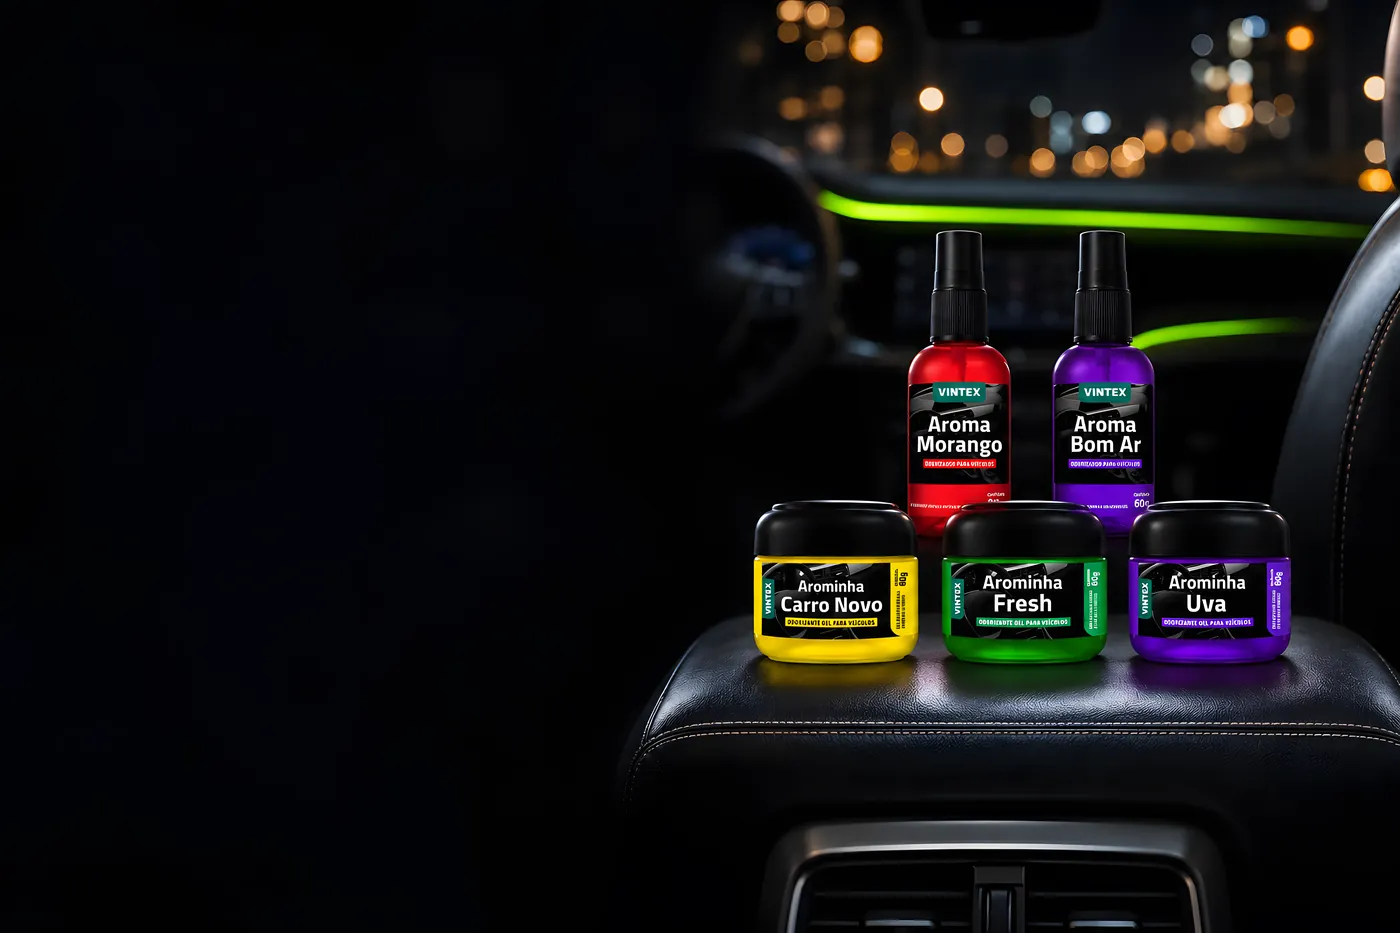 VINTEX
Aroma
Morango
ODORIZADOR PARA VEÍCULOS
VINTEX
Aroma
Bom Ar
ODORIZADOR PARA VEÍCULOS
60g
VINTEX
Arominha
Carro Novo
ODORIZANTE GEL PARA VEÍCULOS
60g
VINTEX
Arominha
Fresh
ODORIZANTE GEL PARA VEÍCULOS
60g
VINTEX
Arominha
Uva
ODORIZANTE GEL PARA VEÍCULOS
60g